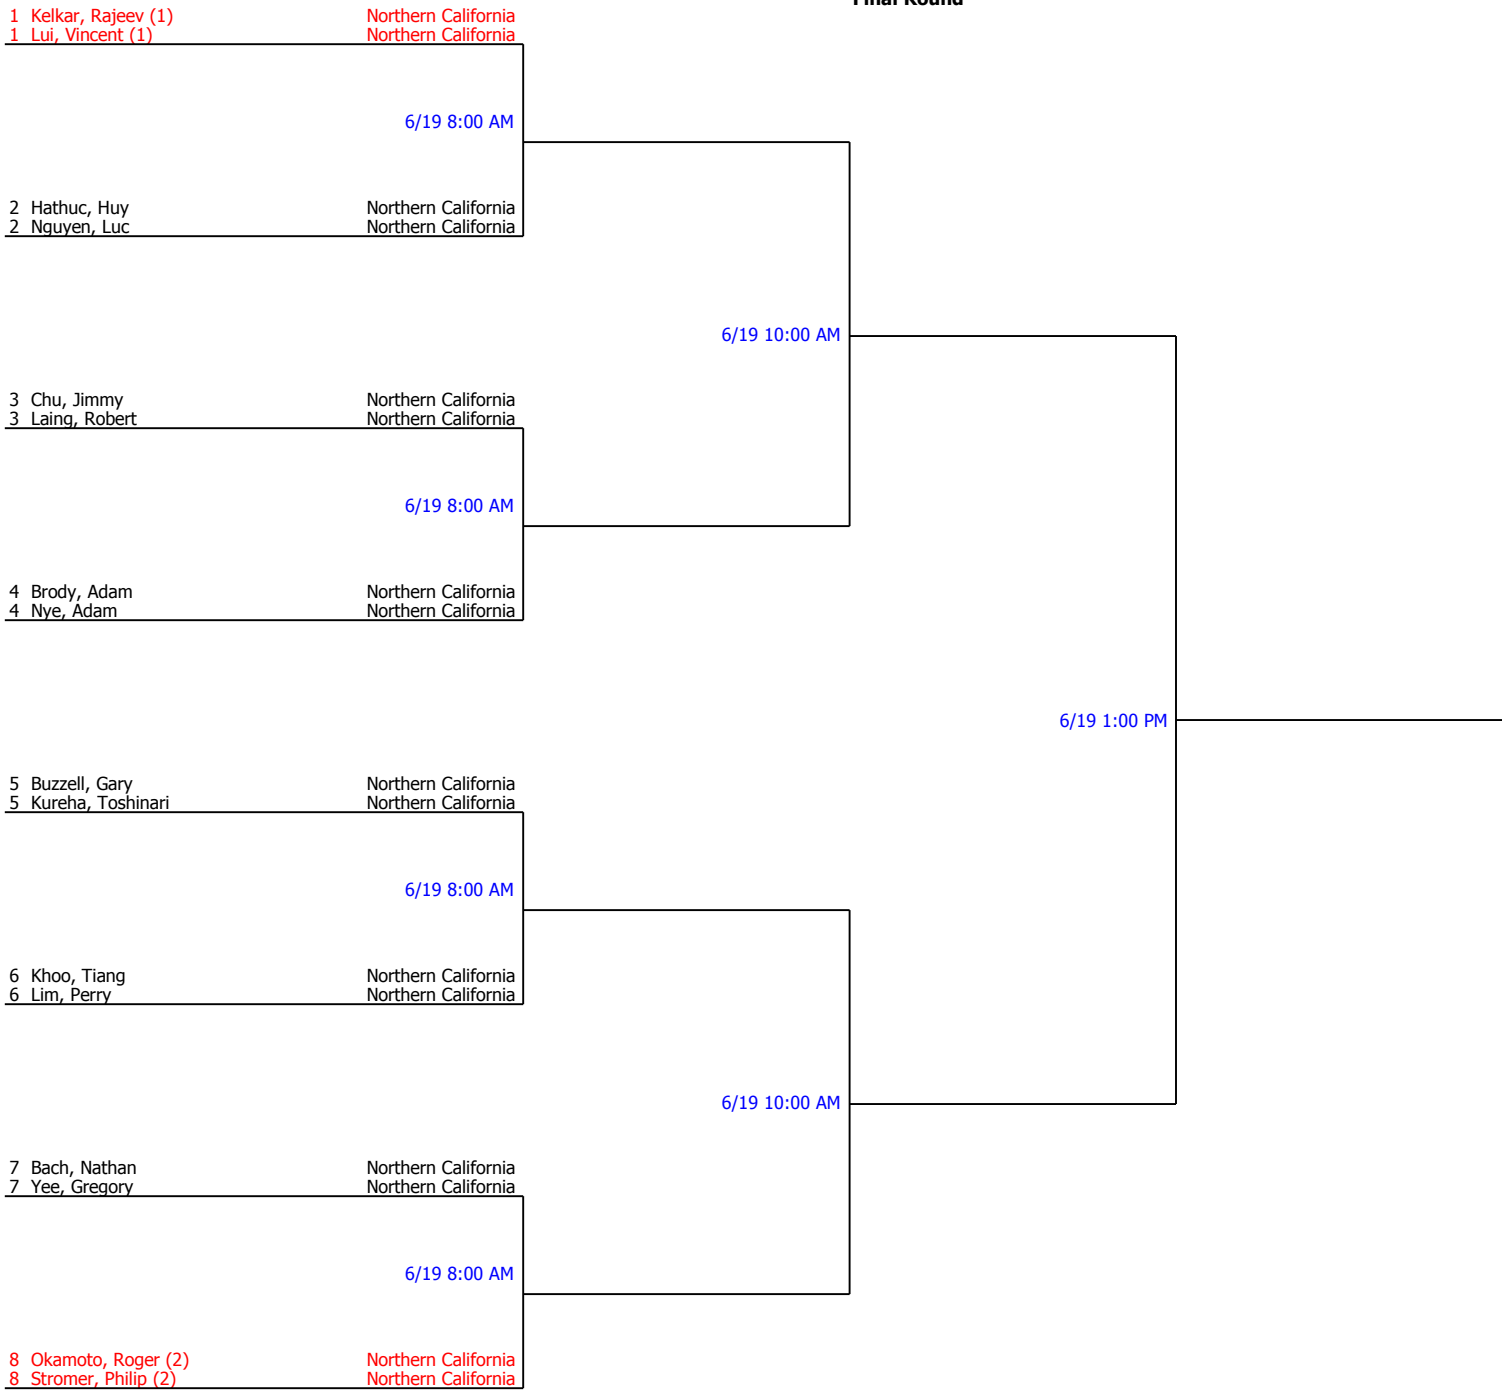 Final Round
1 Kelkar, Rajeev (1) Northern California
1 Lui, Vincent (1) Northern California
6/19 8:00 AM
2 Hathuc, Huy Northern California
2 Nguyen, Luc Northern California
6/19 10:00 AM
3 Chu, Jimmy Northern California
3 Laing, Robert Northern California
6/19 8:00 AM
4 Brody, Adam Northern California
4 Nye, Adam Northern California
6/19 1:00 PM
5 Buzzell, Gary Northern California
5 Kureha, Toshinari Northern California
6/19 8:00 AM
6 Khoo, Tiang Northern California
6 Lim, Perry Northern California
6/19 10:00 AM
7 Bach, Nathan Northern California
7 Yee, Gregory Northern California
6/19 8:00 AM
8 Okamoto, Roger (2) Northern California
8 Stromer, Philip (2) Northern California